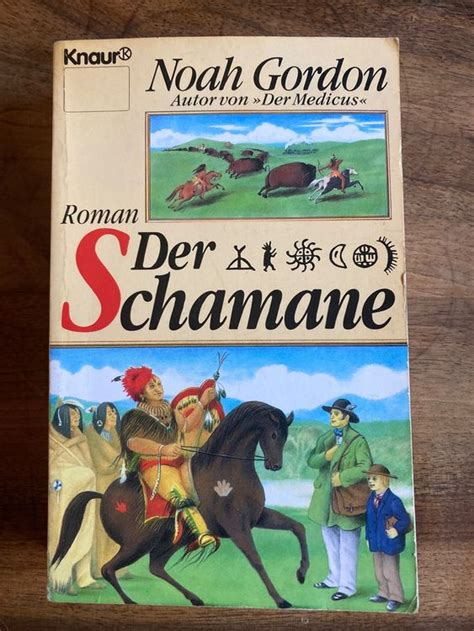 Knaur K
Noah Gordon
Autor von »Der Medicus«
Roman
Der
Schamane